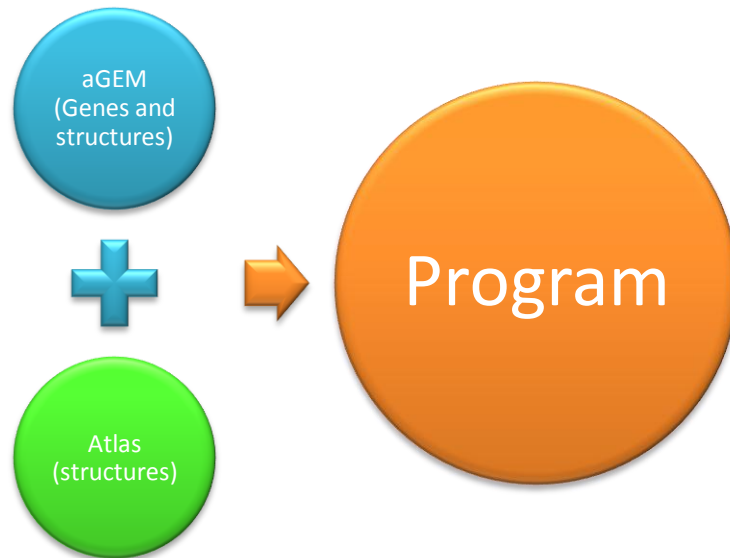 aGEM
(Genes and
structures)
Atlas
(structures)
Program